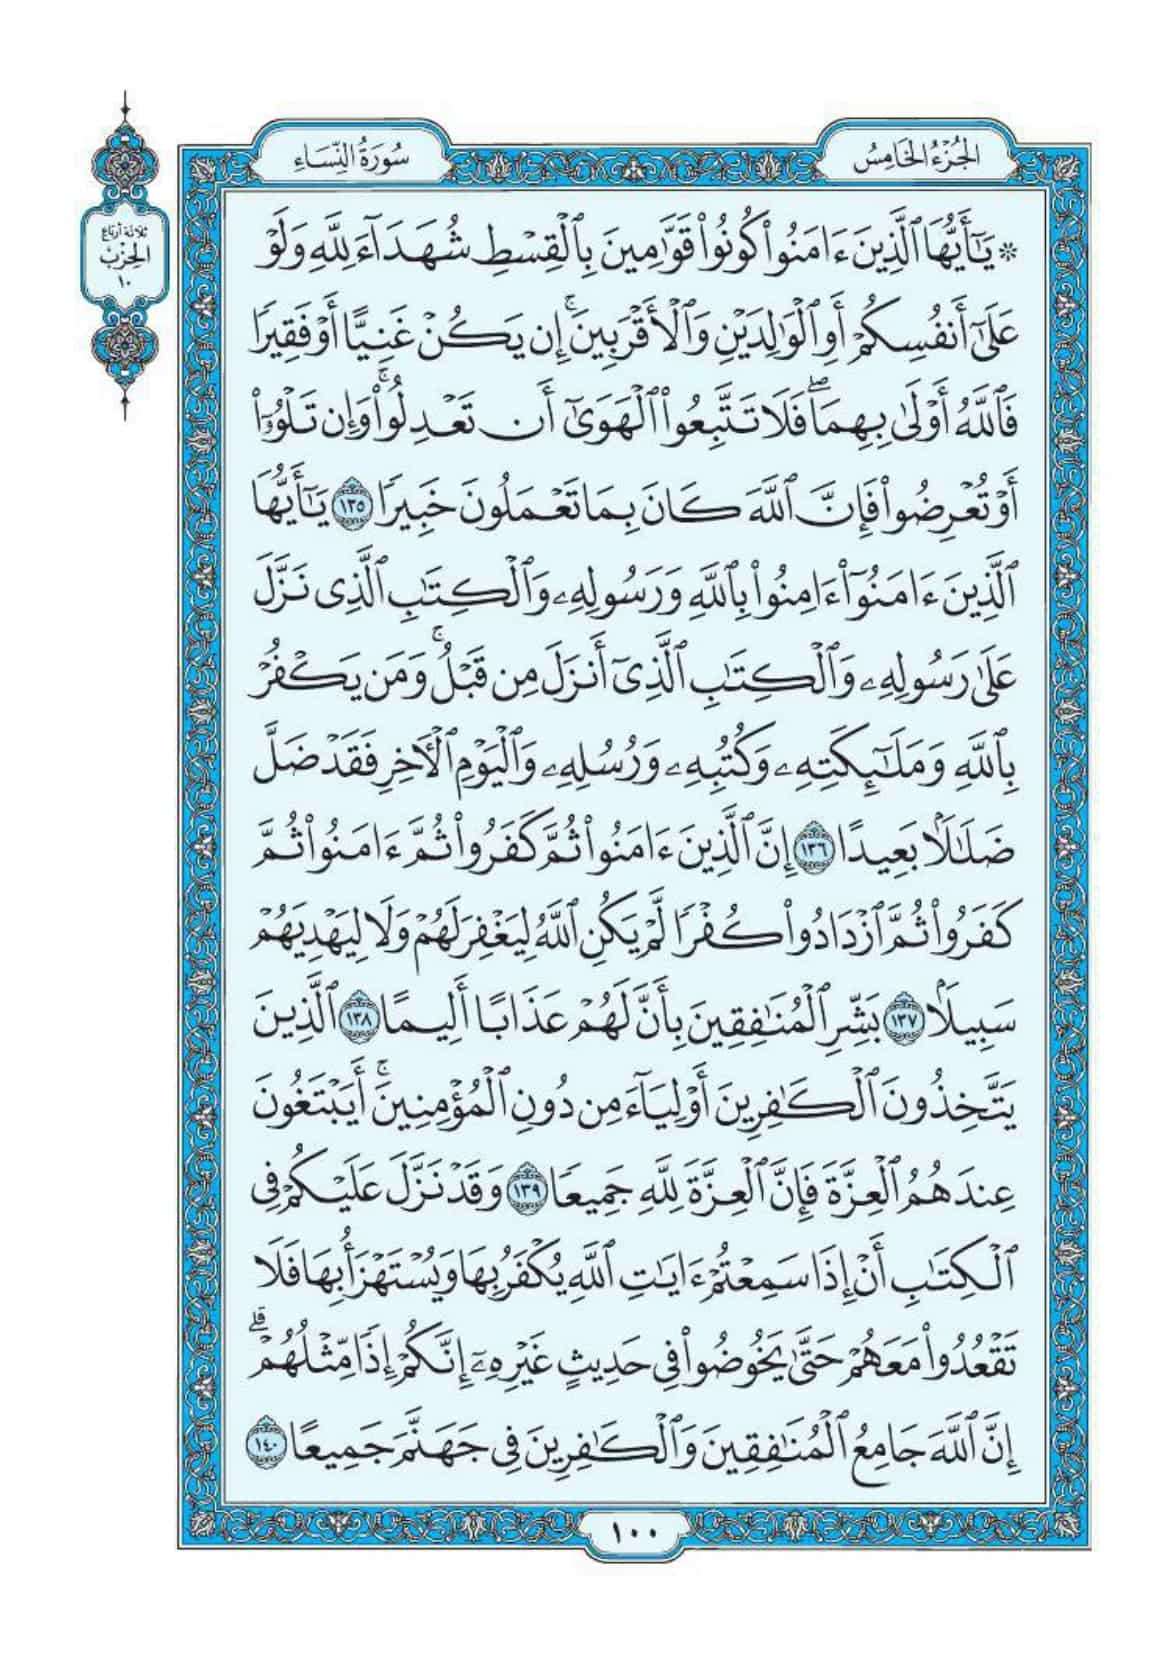 الجُزْءُ الخَامِسُ
سُورَةُ النِّسَاءِ
ثلاثة أرباع
الحِزْبُ
١٠
۞ يَٰٓأَيُّهَا ٱلَّذِينَ ءَامَنُوا۟ كُونُوا۟ قَوَّٰمِينَ بِٱلْقِسْطِ شُهَدَآءَ لِلَّهِ وَلَوْ
عَلَىٰٓ أَنفُسِكُمْ أَوِ ٱلْوَٰلِدَيْنِ وَٱلْأَقْرَبِينَ ۚ إِن يَكُنْ غَنِيًّا أَوْ فَقِيرًا
فَٱللَّهُ أَوْلَىٰ بِهِمَا ۖ فَلَا تَتَّبِعُوا۟ ٱلْهَوَىٰٓ أَن تَعْدِلُوا۟ ۚ وَإِن تَلْوُۥٓا۟
أَوْ تُعْرِضُوا۟ فَإِنَّ ٱللَّهَ كَانَ بِمَا تَعْمَلُونَ خَبِيرًا ١٣٥ يَٰٓأَيُّهَا
ٱلَّذِينَ ءَامَنُوٓا۟ ءَامِنُوا۟ بِٱللَّهِ وَرَسُولِهِۦ وَٱلْكِتَٰبِ ٱلَّذِى نَزَّلَ
عَلَىٰ رَسُولِهِۦ وَٱلْكِتَٰبِ ٱلَّذِىٓ أَنزَلَ مِن قَبْلُ ۚ وَمَن يَكْفُرْ
بِٱللَّهِ وَمَلَٰٓئِكَتِهِۦ وَكُتُبِهِۦ وَرُسُلِهِۦ وَٱلْيَوْمِ ٱلْءَاخِرِ فَقَدْ ضَلَّ
ضَلَٰلًۢا بَعِيدًا ١٣٦ إِنَّ ٱلَّذِينَ ءَامَنُوا۟ ثُمَّ كَفَرُوا۟ ثُمَّ ءَامَنُوا۟ ثُمَّ
كَفَرُوا۟ ثُمَّ ٱزْدَادُوا۟ كُفْرًا لَّمْ يَكُنِ ٱللَّهُ لِيَغْفِرَ لَهُمْ وَلَا لِيَهْدِيَهُمْ
سَبِيلًۢا ١٣٧ بَشِّرِ ٱلْمُنَٰفِقِينَ بِأَنَّ لَهُمْ عَذَابًا أَلِيمًا ١٣٨ ٱلَّذِينَ
يَتَّخِذُونَ ٱلْكَٰفِرِينَ أَوْلِيَآءَ مِن دُونِ ٱلْمُؤْمِنِينَ ۚ أَيَبْتَغُونَ
عِندَهُمُ ٱلْعِزَّةَ فَإِنَّ ٱلْعِزَّةَ لِلَّهِ جَمِيعًا ١٣٩ وَقَدْ نَزَّلَ عَلَيْكُمْ فِى
ٱلْكِتَٰبِ أَنْ إِذَا سَمِعْتُمْ ءَايَٰتِ ٱللَّهِ يُكْفَرُ بِهَا وَيُسْتَهْزَأُ بِهَا فَلَا
تَقْعُدُوا۟ مَعَهُمْ حَتَّىٰ يَخُوضُوا۟ فِى حَدِيثٍ غَيْرِهِۦٓ ۚ إِنَّكُمْ إِذًا مِّثْلُهُمْ ۗ
إِنَّ ٱللَّهَ جَامِعُ ٱلْمُنَٰفِقِينَ وَٱلْكَٰفِرِينَ فِى جَهَنَّمَ جَمِيعًا ١٤٠
١٠٠